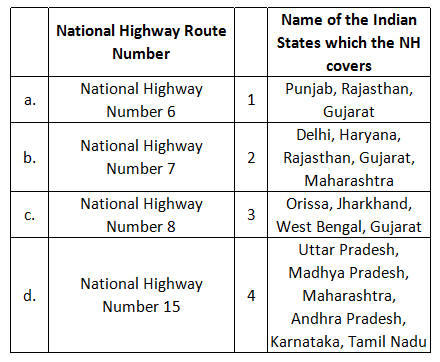 National Highway Route
Number
Name of the Indian
States which the NH
covers
a.
National Highway
Number 6
1
Punjab, Rajasthan,
Gujarat
b.
National Highway
Number 7
2
Delhi, Haryana,
Rajasthan, Gujarat,
Maharashtra
c.
National Highway
Number 8
3
Orissa, Jharkhand,
West Bengal, Gujarat
d.
National Highway
Number 15
4
Uttar Pradesh,
Madhya Pradesh,
Maharashtra,
Andhra Pradesh,
Karnataka, Tamil Nadu